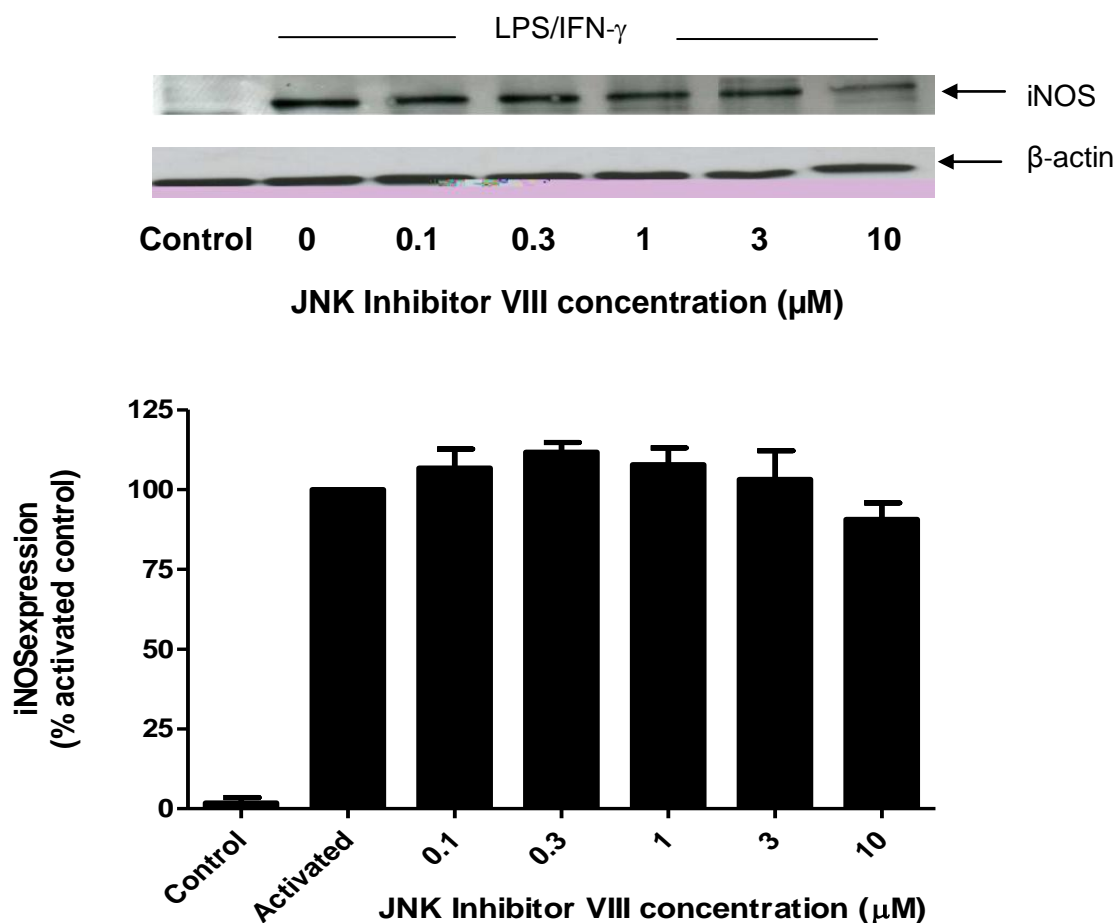 LPS/IFN-γ
iNOS
β-actin
Control 0 0.1 0.3 1 3 10
JNK Inhibitor VIII concentration (μM)
iNOSexpression
(% activated control)
125
100
75
50
25
0
Control Activated 0.1 0.3 1 3 10
JNK Inhibitor VIII concentration (μM)